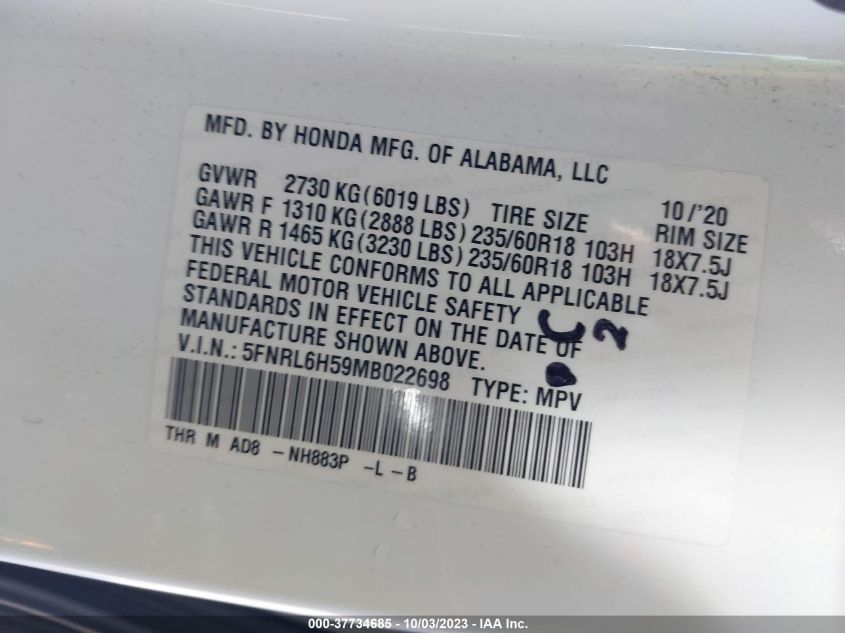 MFD. BY HONDA MFG. OF ALABAMA, LLC
GVWR 2730 KG(6019 LBS) TIRE SIZE 10/'20
GAWR F 1310 KG(2888 LBS) 235/60R18 103H RIM SIZE
GAWR R 1465 KG(3230 LBS) 235/60R18 103H 18X7.5J
18X7.5J
THIS VEHICLE CONFORMS TO ALL APPLICABLE
FEDERAL MOTOR VEHICLE SAFETY
STANDARDS IN EFFECT ON THE DATE OF
MANUFACTURE SHOWN ABOVE.
C 2
V.I.N.: 5FNRL6H59MB022698 TYPE: MPV
THR M AD8 -NH883P -L-B
000-37734685 - 10/03/2023 - IAA Inc.